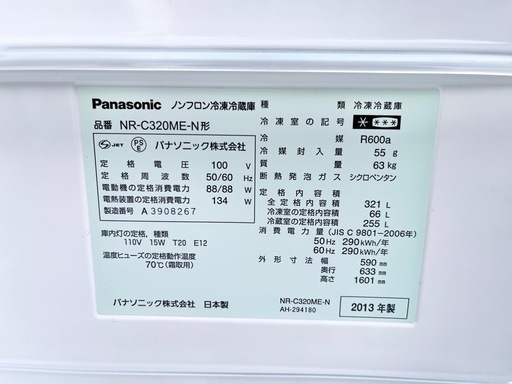 Panasonic ノンフロン冷凍冷蔵庫
品番 NR-C320ME-N形
JET PSE パナソニック株式会社
定格電圧 100 V
定格周波数 50/60 Hz
電動機の定格消費電力 88/88 W
電熱装置の定格消費電力 134 W
製造番号 A 3908267
庫内灯の定格、種類
110V 15W T20 E12
温度ヒューズの定格動作温度
70℃(霜取用)
パナソニック株式会社 日本製
種類 冷凍冷蔵庫
冷凍室の記号 * ***
冷媒 R600a
冷媒封入量 55 g
質量 63 kg
断熱発泡ガス シクロペンタン
定格内容積
全定格内容積 321 L
冷凍室の定格内容積 66 L
冷蔵室の定格内容積 255 L
消費電力量(JIS C 9801-2006年)
50 Hz 290 kWh/年
60 Hz 290 kWh/年
外形寸法 幅 590 mm
奥行 633 mm
高さ 1601 mm
NR-C320ME-N
AH-294180
2013 年製